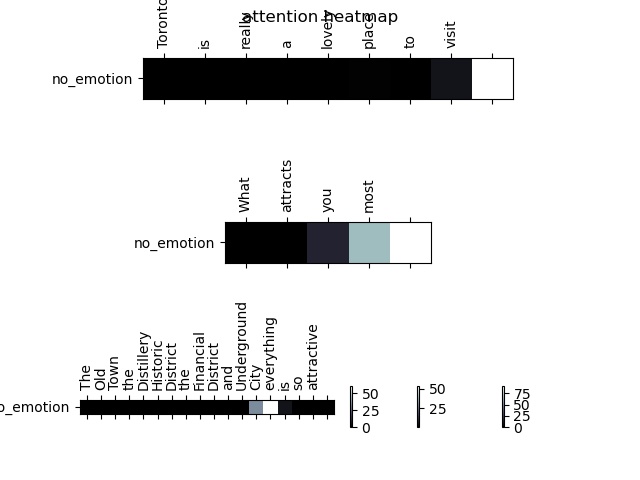 attention heatmap
Toronto is really a lovely place to visit
no_emotion
What attracts you most
no_emotion
The Old Town the Distillery Historic District the Financial District and Underground City everything is so attractive
no_emotion
50
25
0
50
25
75
50
25
0